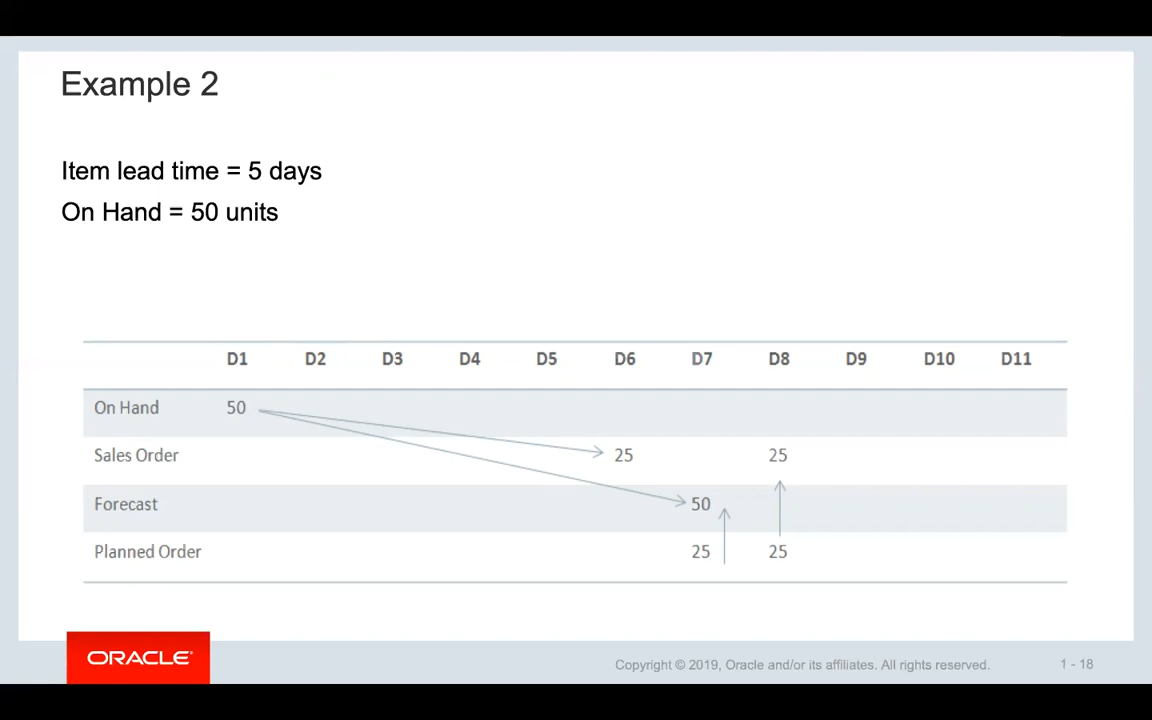 Example 2
Item lead time = 5 days
On Hand = 50 units
D1 D2 D3 D4 D5 D6 D7 D8 D9 D10 D11
On Hand 50
Sales Order 25 25
Forecast 50
Planned Order 25 25
ORACLE®
Copyright © 2019, Oracle and/or its affiliates. All rights reserved. 1 - 18